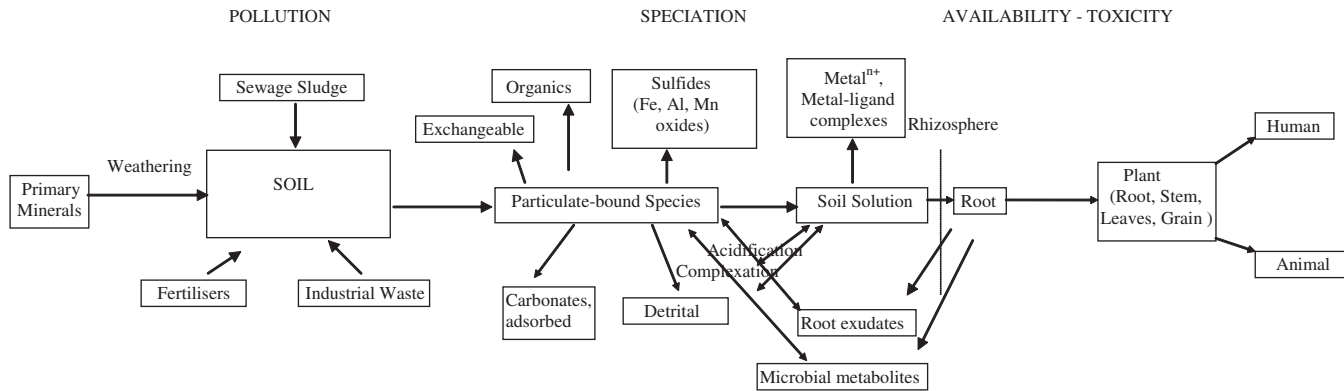 POLLUTION
SPECIATION
AVAILABILITY - TOXICITY
Sewage Sludge
Organics
Sulfides
(Fe, Al, Mn
oxides)
Metalⁿ⁺,
Metal-ligand
complexes
Exchangeable
Rhizosphere
Human
Weathering
Primary
Minerals
SOIL
Particulate-bound Species
Soil Solution
Root
Plant
(Root, Stem,
Leaves, Grain )
Acidification
Complexation
Animal
Fertilisers
Industrial Waste
Carbonates,
adsorbed
Detrital
Root exudates
Microbial metabolites